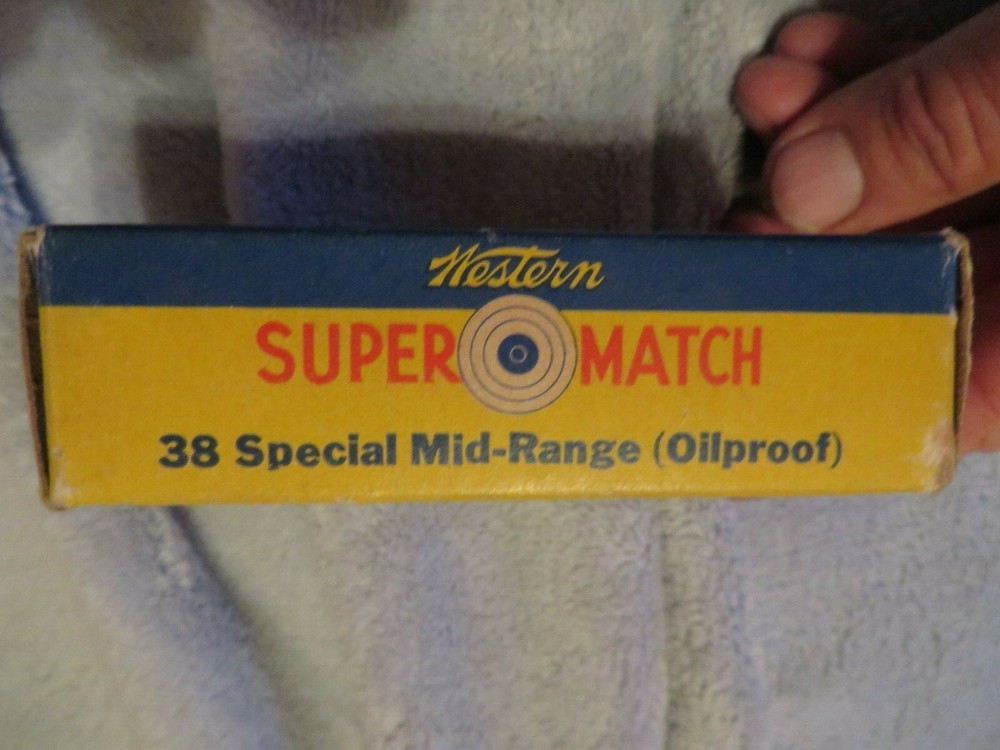 Western
SUPER MATCH
38 Special Mid-Range (Oilproof)